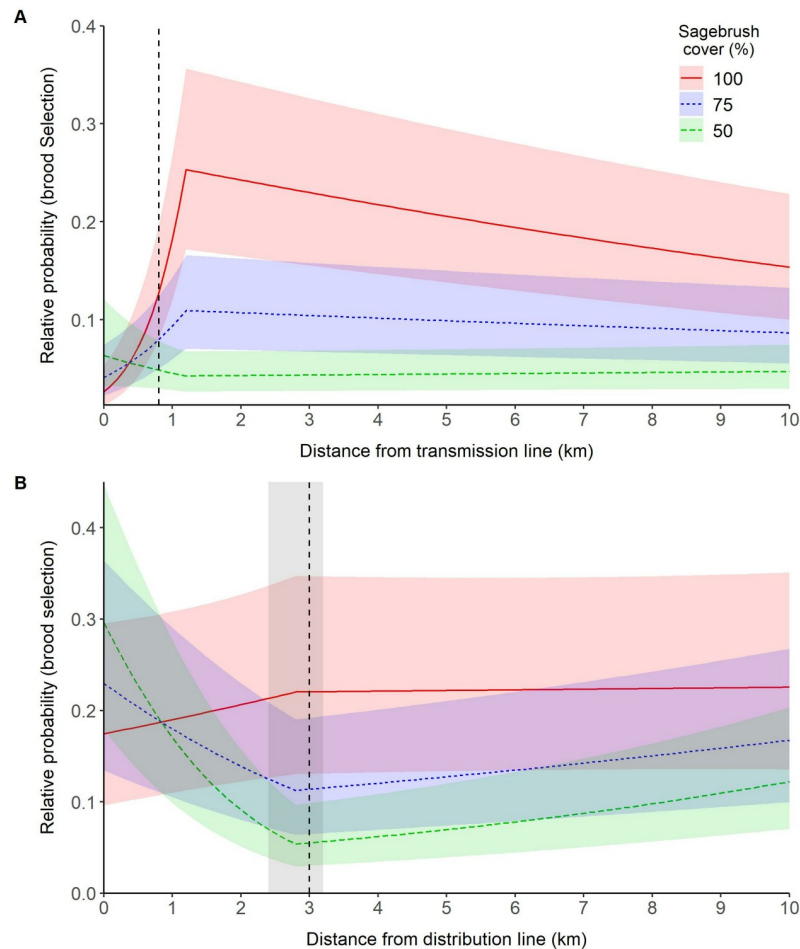 A
Relative probability (brood Selection)
0.4
0.3
0.2
0.1
Sagebrush
cover (%)
100
75
50
0 1 2 3 4 5 6 7 8 9 10
Distance from transmission line (km)
B
Relative probability (brood selection)
0.4
0.3
0.2
0.1
0.0
0 1 2 3 4 5 6 7 8 9 10
Distance from distribution line (km)